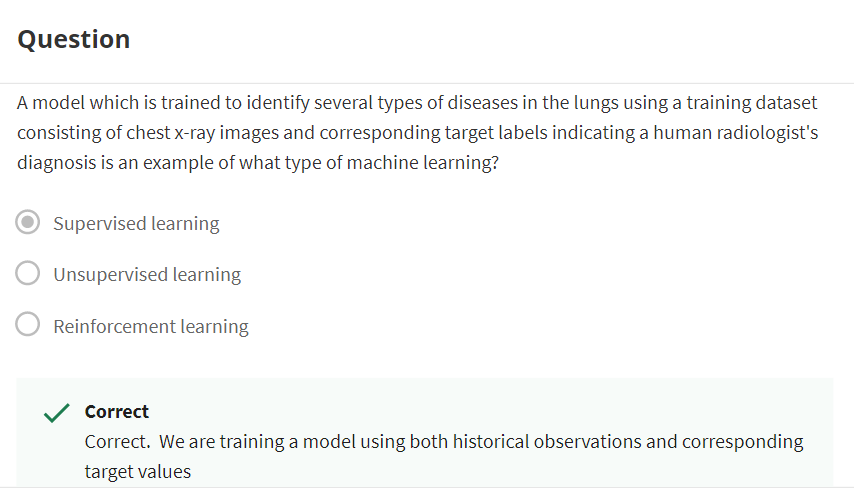 Question
A model which is trained to identify several types of diseases in the lungs using a training dataset
consisting of chest x-ray images and corresponding target labels indicating a human radiologist's
diagnosis is an example of what type of machine learning?
Supervised learning
Unsupervised learning
Reinforcement learning
Correct
Correct.  We are training a model using both historical observations and corresponding
target values